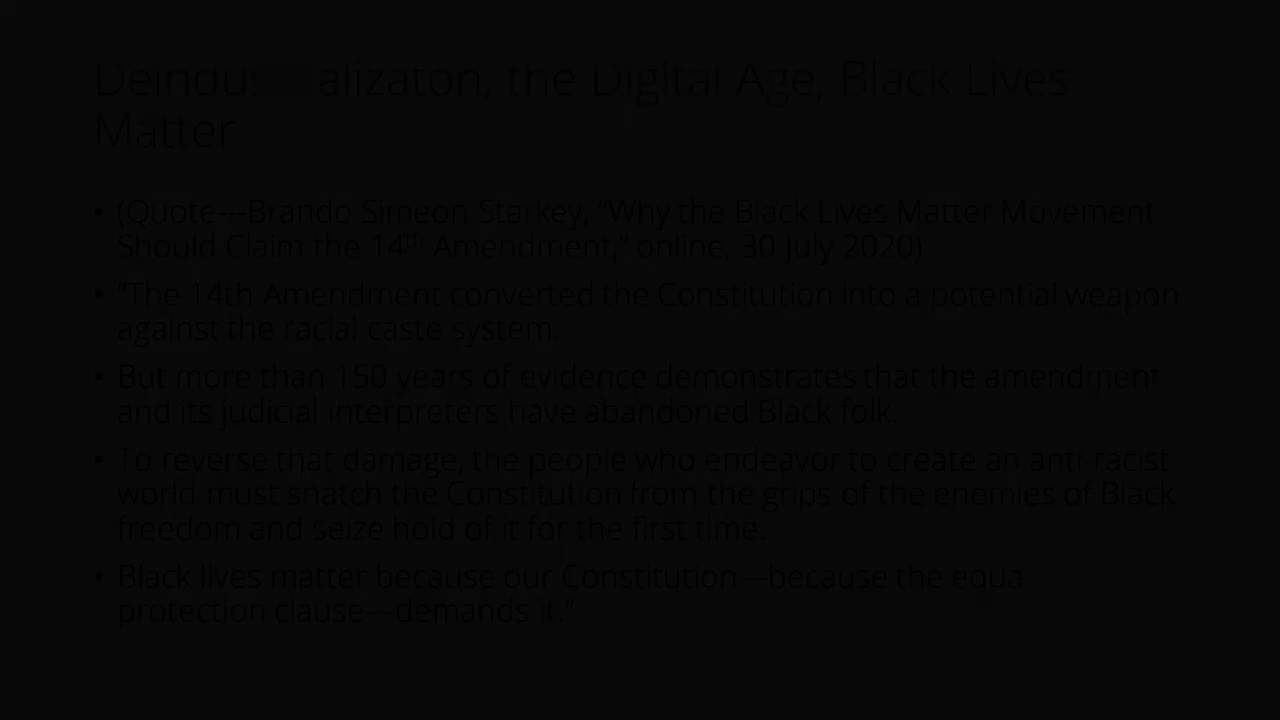 Deindustrializaton, the Digital Age, Black Lives
Matter
• (Quote---Brando Simeon Starkey, “Why the Black Lives Matter Movement
Should Claim the 14th Amendment,” online, 30 July 2020)
• “The 14th Amendment converted the Constitution into a potential weapon
against the racial caste system.
• But more than 150 years of evidence demonstrates that the amendment
and its judicial interpreters have abandoned Black folk.
• To reverse that damage, the people who endeavor to create an anti-racist
world must snatch the Constitution from the grips of the enemies of Black
freedom and seize hold of it for the first time.
• Black lives matter because our Constitution---because the equal
protection clause---demands it.”